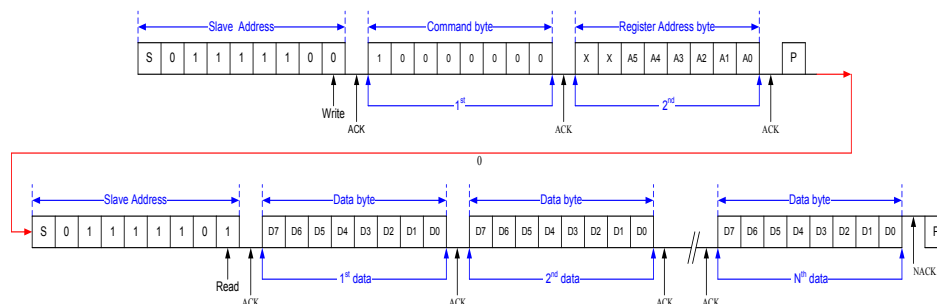 Slave Address Command byte Register Address byte
S 0 1 1 1 1 0 0 1 0 0 0 0 0 0 0 X X A5 A4 A3 A2 A1 A0 P
Write ACK 1st ACK 2nd ACK
0
Slave Address Data byte Data byte Data byte
S 0 1 1 1 1 0 1 D7 D6 D5 D4 D3 D2 D1 D0 D7 D6 D5 D4 D3 D2 D1 D0 // D7 D6 D5 D4 D3 D2 D1 D0 P
Read ACK 1st data ACK 2nd data ACK ACK Nth data NACK